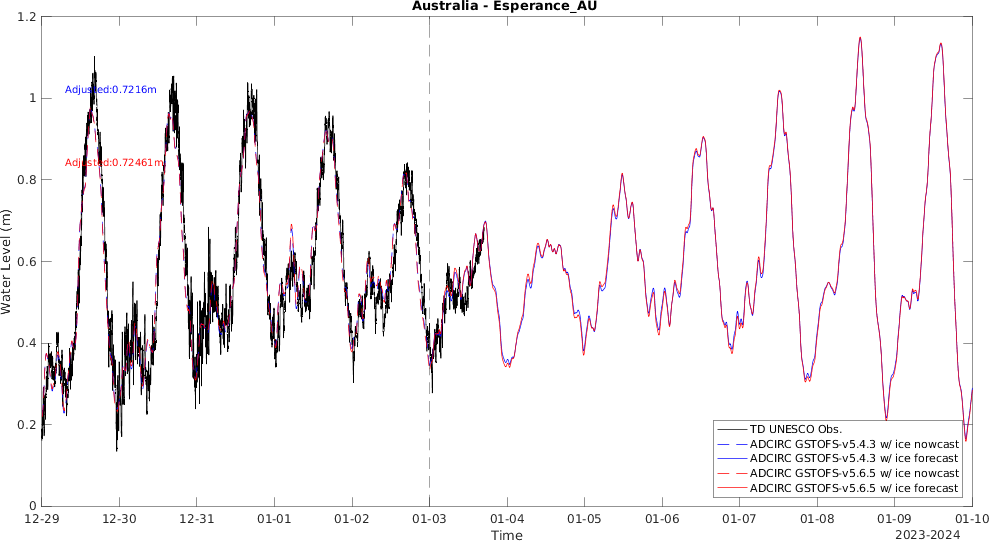 Australia - Esperance_AU
1.2
1
0.8
0.6
0.4
0.2
0
Water Level (m)
Adjusted:0.7216m
Adjusted:0.72461m
TD UNESCO Obs.
ADCIRC GSTOFS-v5.4.3 w/ ice nowcast
ADCIRC GSTOFS-v5.4.3 w/ ice forecast
ADCIRC GSTOFS-v5.6.5 w/ ice nowcast
ADCIRC GSTOFS-v5.6.5 w/ ice forecast
12-29 12-30 12-31 01-01 01-02 01-03 01-04 01-05 01-06 01-07 01-08 01-09 01-10
Time
2023-2024